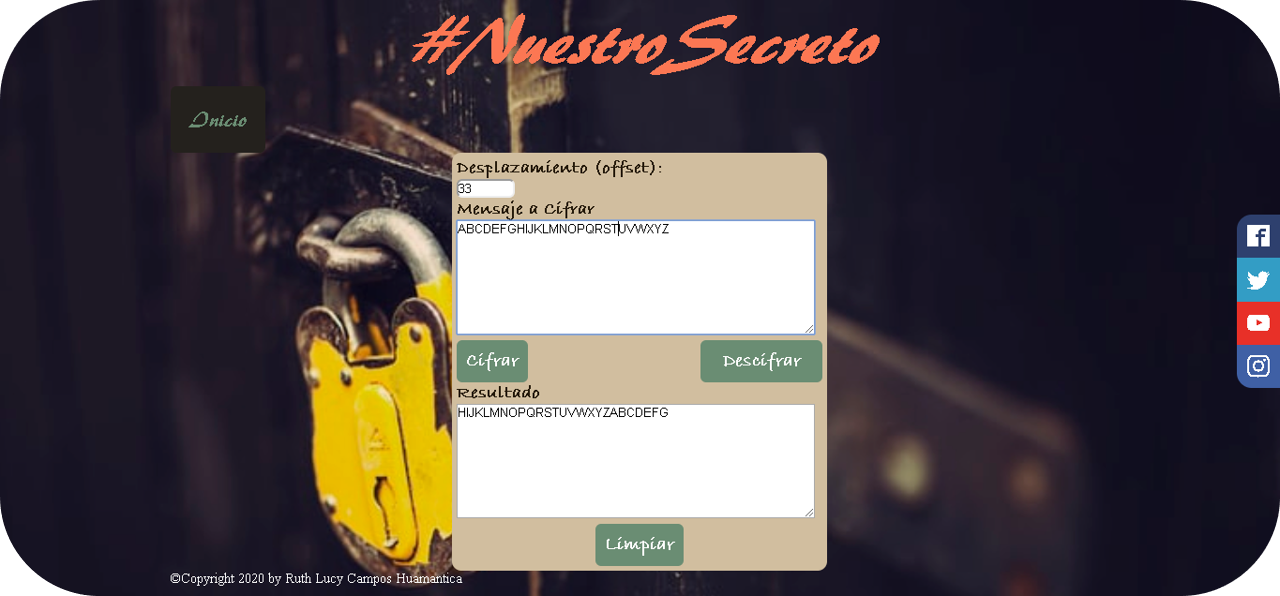 #NuestroSecreto
Inicio
Desplazamiento (offset):
33
Mensaje a Cifrar
ABCDEFGHIJKLMNOPQRSTUVWXYZ
Cifrar
Descifrar
Resultado
HIJKLMNOPQRSTUVWXYZABCDEFG
Limpiar
©Copyright 2020 by Ruth Lucy Campos Huamantica